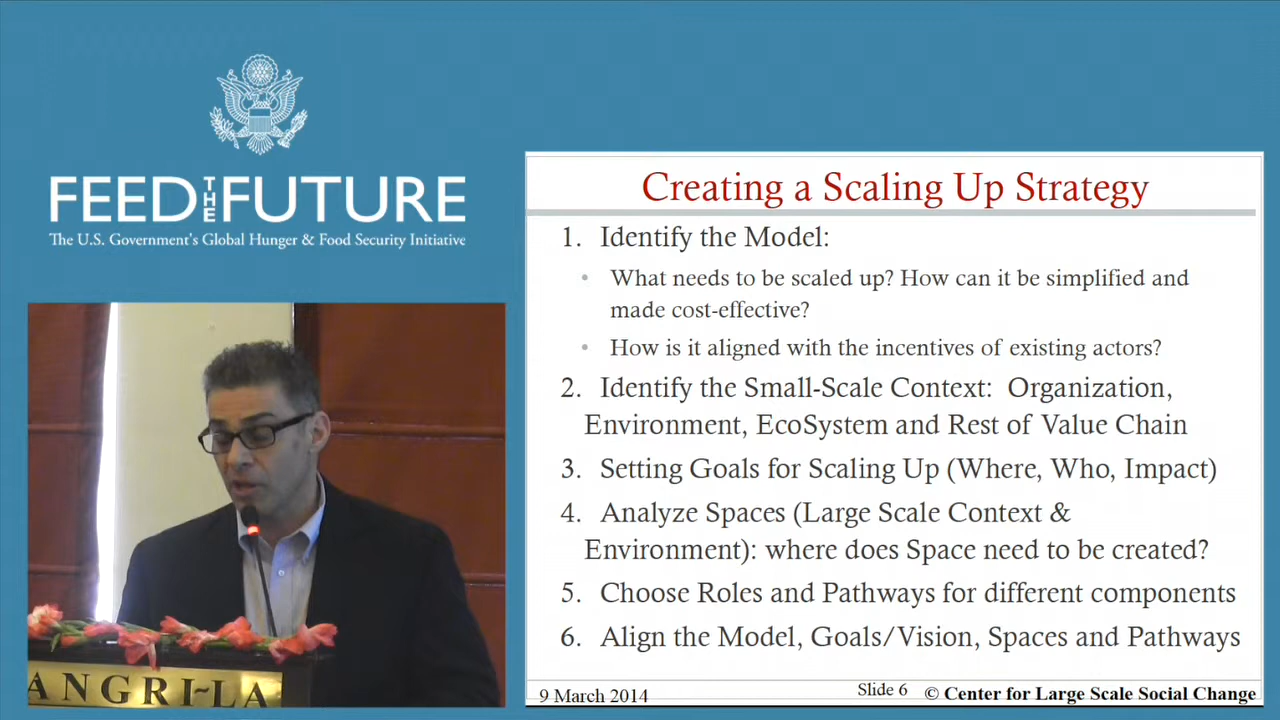 FEED THE FUTURE
The U.S. Government's Global Hunger & Food Security Initiative
ANGRI~LA
Creating a Scaling Up Strategy
1. Identify the Model:
• What needs to be scaled up? How can it be simplified and
made cost-effective?
• How is it aligned with the incentives of existing actors?
2. Identify the Small-Scale Context: Organization,
Environment, EcoSystem and Rest of Value Chain
3. Setting Goals for Scaling Up (Where, Who, Impact)
4. Analyze Spaces (Large Scale Context &
Environment): where does Space need to be created?
5. Choose Roles and Pathways for different components
6. Align the Model, Goals/Vision, Spaces and Pathways
9 March 2014
Slide 6
© Center for Large Scale Social Change